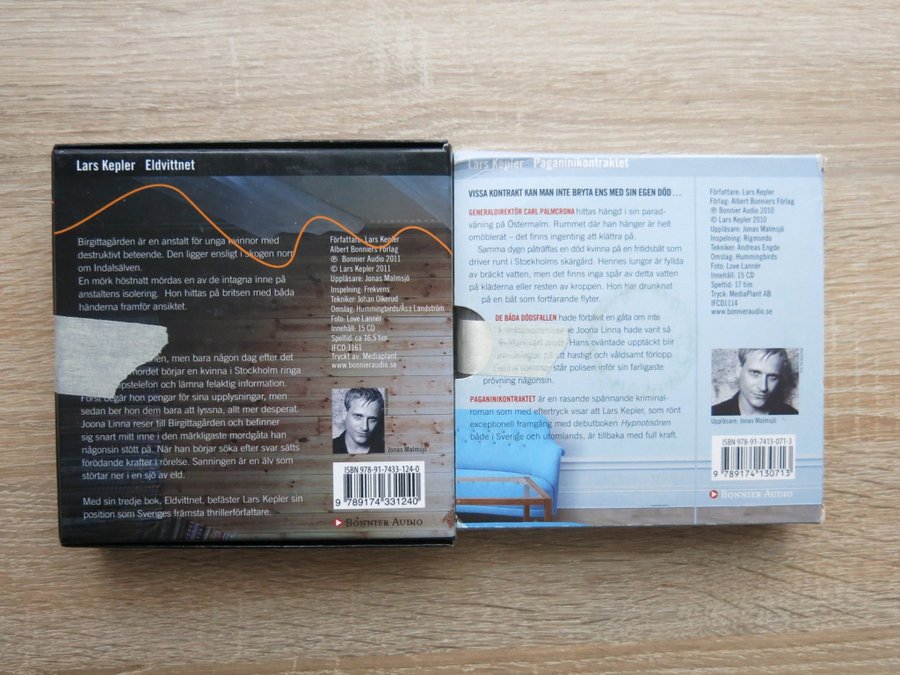 Lars Kepler Eldvittnet
Birgittagården är en anstalt för unga kvinnor med
destruktivt beteende. Den ligger ensligt i skogen norr
om Indalsälven.
En mörk höstnatt mördas en av de intagna inne på
anstaltens isolering. Hon hittas på britsen med båda
händerna framför ansiktet.
men bara någon dag efter det
mordet börjar en kvinna i Stockholm ringa
och lämna felaktig information.
Först begär hon pengar för sina upplysningar, men
sedan ber hon dem bara att lyssna, allt mer desperat.
Joona Linna reser till Birgittagården och befinner
sig snart mitt inne i den märkligaste mordgåta han
någonsin stött på. När han börjar söka efter svar sätts
förödande krafter i rörelse. Sanningen är en älv som
störtar ner i en sjö av eld.
Med sin tredje bok, Eldvittnet, befäster Lars Kepler sin
position som Sveriges främsta thrillerförfattare.
Författare: Lars Kepler
Albert Bonniers Förlag
℗ Bonnier Audio 2011
© Lars Kepler 2011
Uppläsare: Jonas Malmsjö
Inspelning: Frekvens
Tekniker: Johan Olkerud
Omslag: Hummingbirds/Åsa Landström
Foto: Love Lannér
Innehåll: 15 CD
Speltid: ca 16,5 tim
IFCD 1161
Tryckt av: Mediaplant
www.bonnieraudio.se
Jonas Malmsjö
ISBN 978-91-7433-124-0
9 789174 331240
BONNIER AUDIO
Lars Kepler Paganinikontraktet
VISSA KONTRAKT KAN MAN INTE BRYTA ENS MED SIN EGEN DÖD . . .
GENERALDIREKTÖR CARL PALMCRONA hittas hängd i sin parad-
våning på Östermalm. Rummet där han hänger är helt
omöblerat – det finns ingenting att klättra på.
Samma dygn påträffas en död kvinna på en fritidsbåt som
driver runt i Stockholms skärgård. Hennes lungor är fyllda
av bräckt vatten, men det finns inga spår av detta vatten
på kläderna eller resten av kroppen. Hon har drunknat
på en båt som fortfarande flyter.
DE BÅDA DÖDSFALLEN hade förblivit en gåta om inte
Joona Linna hade vant så
Hans oväntade upptäckt blir
ett hastigt och våldsamt förlopp.
står polisen inför sin farligaste
prövning någonsin.
PAGANINIKONTRAKTET är en rasande spännande kriminal-
roman som med eftertryck visar att Lars Kepler, som rönt
exceptionell framgång med debutboken Hypnotisören
både i Sverige och utomlands, är tillbaka med full kraft.
Författare: Lars Kepler
Förlag: Albert Bonniers Förlag
℗ Bonnier Audio 2010
© Lars Kepler 2010
Uppläsare: Jonas Malmsjö
Inspelning: Rigmondo
Tekniker: Andreas Engde
Omslag: Hummingbirds
Foto: Love Lannér
Innehåll: 15 CD
Speltid: 17 tim
Tryck: MediaPlant AB
IFCD1114
www.bonnieraudio.se
Uppläsare: Jonas Malmsjö
ISBN 978-91-7413-071-3
9 789174 130713
BONNIER AUDIO